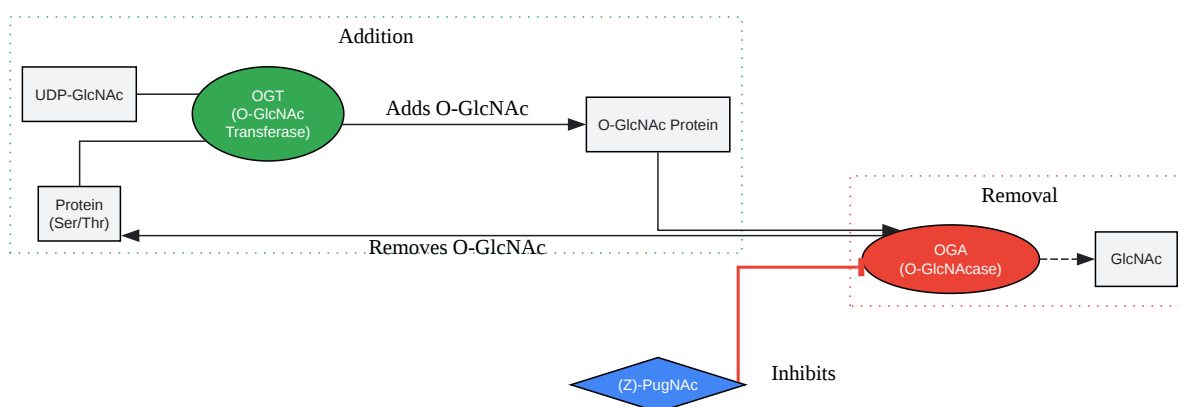 Addition
UDP-GlcNAc
OGT
(O-GlcNAc
Transferase)
Adds O-GlcNAc
O-GlcNAc Protein
Protein
(Ser/Thr)
Removes O-GlcNAc
Removal
OGA
(O-GlcNAcase)
GlcNAc
(Z)-PugNAc
Inhibits